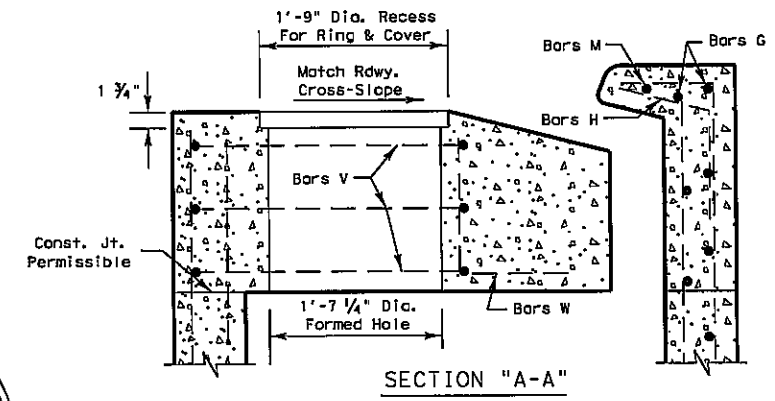 1'-9" Dia. Recess
For Ring & Cover
Bars M
Bars G
Match Rdwy.
Cross-Slope
1 3/4"
Bars H
Bars V
Const. Jt.
Permissible
1'-7 1/4" Dia.
Formed Hole
Bars W
SECTION "A-A"